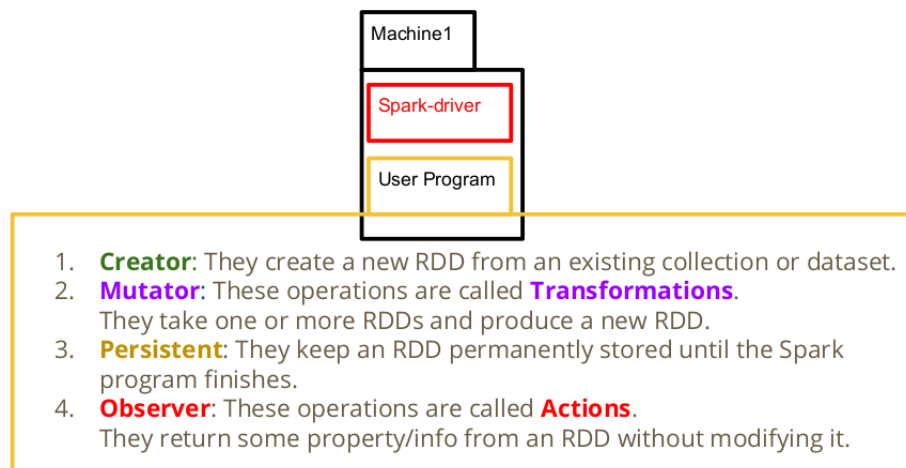 Machine1
Spark-driver
User Program
1. Creator: They create a new RDD from an existing collection or dataset.
2. Mutator: These operations are called Transformations.
They take one or more RDDs and produce a new RDD.
3. Persistent: They keep an RDD permanently stored until the Spark
program finishes.
4. Observer: These operations are called Actions.
They return some property/info from an RDD without modifying it.